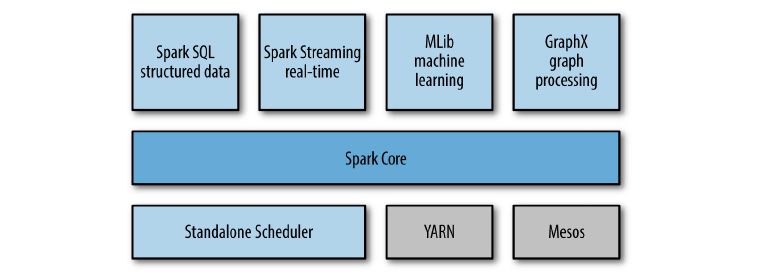 Spark SQL
structured data
Spark Streaming
real-time
MLib
machine
learning
GraphX
graph
processing
Spark Core
Standalone Scheduler
YARN
Mesos